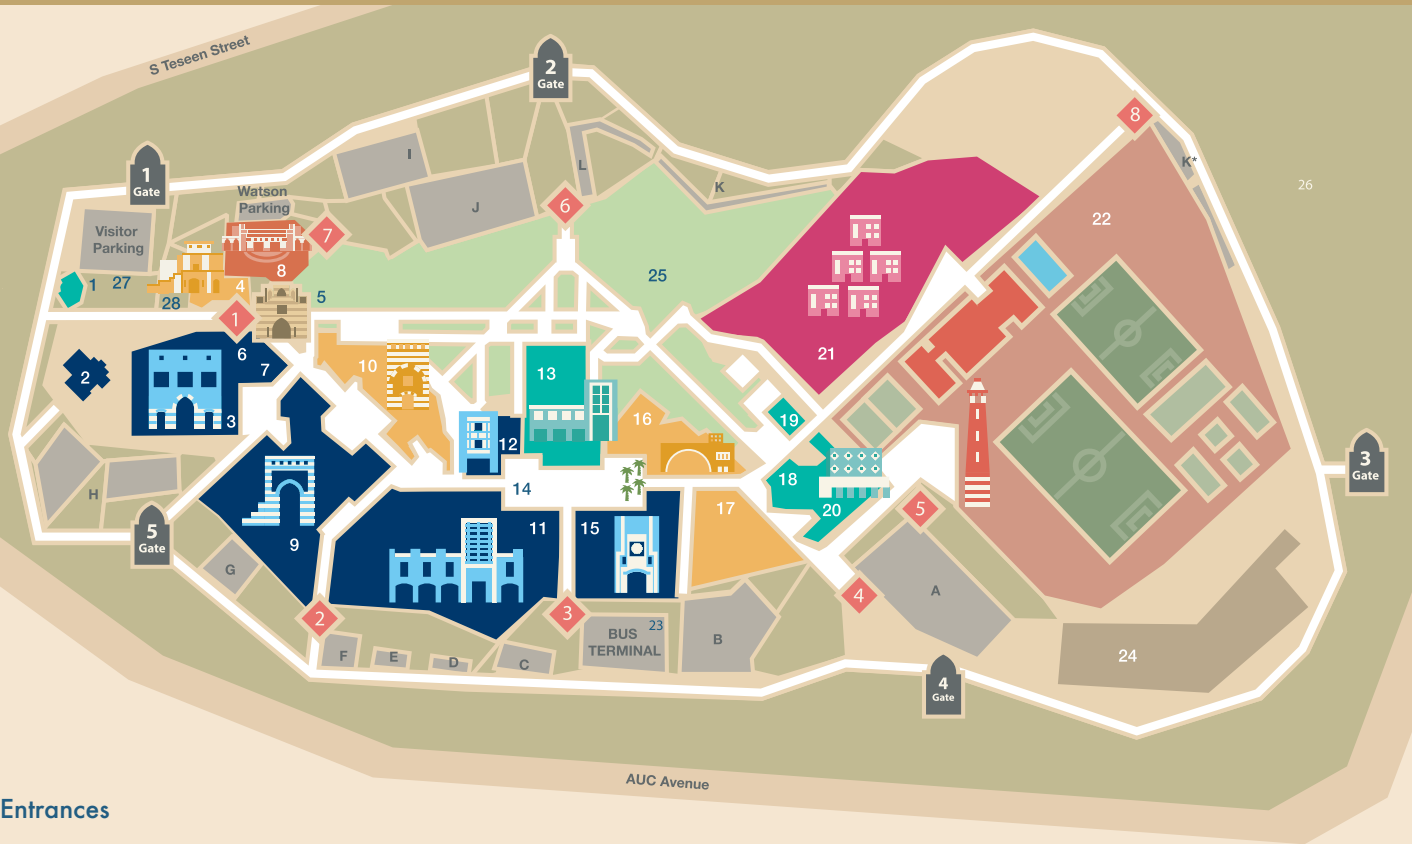 S Teseen Street
2
Gate
8
1
Gate
I
L
K
K*
26
Watson
Parking
J
6
22
Visitor
Parking
7
8
25
1
27
28
4
5
1
6
7
2
3
10
13
21
16
19
12
H
14
18
20
3
Gate
5
Gate
9
11
15
17
5
G
A
4
2
3
23
BUS
TERMINAL
B
F
E
D
C
24
4
Gate
AUC Avenue
Entrances